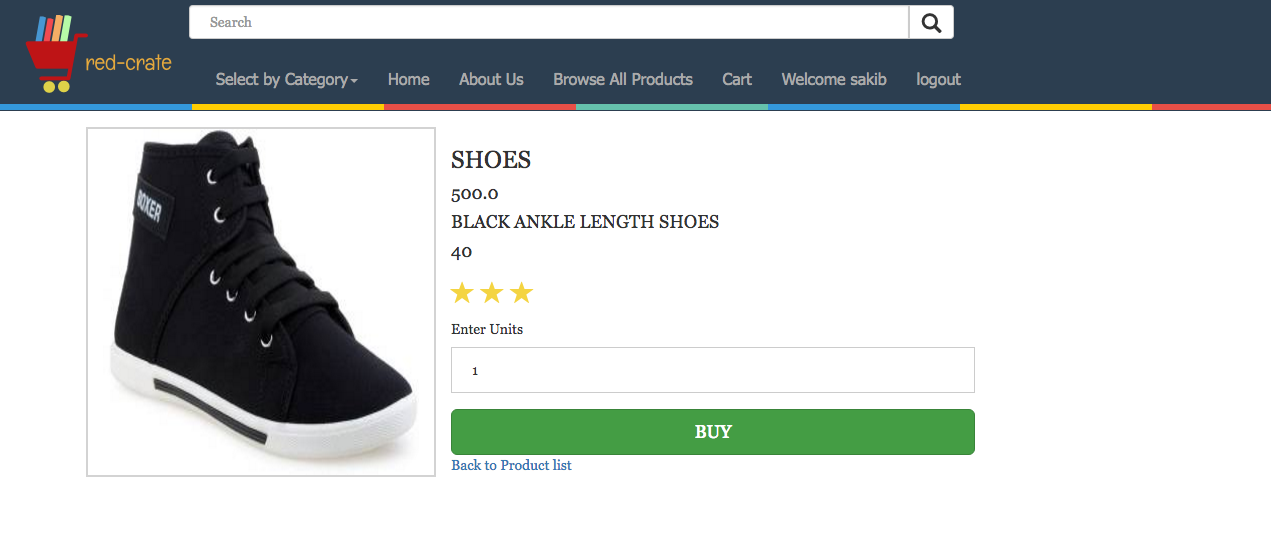 Search
red-crate
Select by Category
Home
About Us
Browse All Products
Cart
Welcome sakib
logout
BOXER
SHOES
500.0
BLACK ANKLE LENGTH SHOES
40
Enter Units
1
BUY
Back to Product list